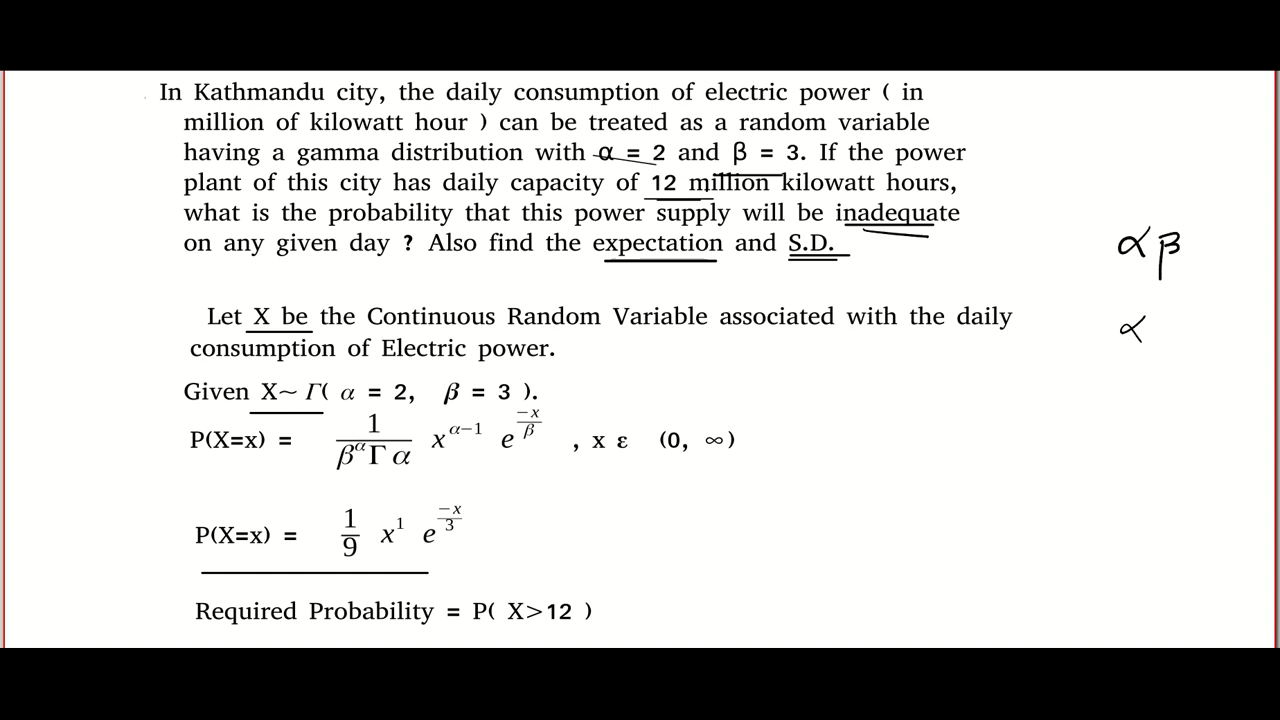 In Kathmandu city, the daily consumption of electric power ( in
million of kilowatt hour ) can be treated as a random variable
having a gamma distribution with α = 2 and β = 3. If the power
plant of this city has daily capacity of 12 million kilowatt hours,
what is the probability that this power supply will be inadequate
on any given day ? Also find the expectation and S.D.
αβ
Let X be the Continuous Random Variable associated with the daily
α
consumption of Electric power.
Given X~ Γ( α = 2, β = 3 ).
P(X=x) = 1/(β^α Γ α) x^(α−1) e^(−x/β) , x ε (0, ∞)
P(X=x) = 1/9 x^1 e^(−x/3)
Required Probability = P( X>12 )